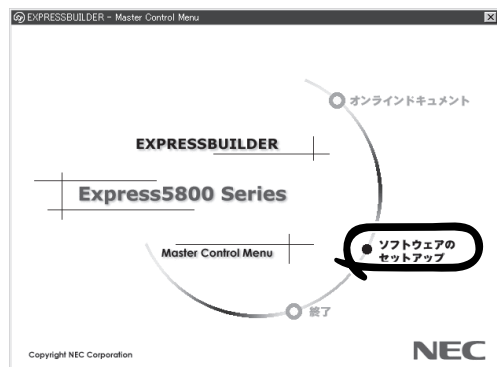 EXPRESSBUILDER - Master Control Menu
オンラインドキュメント
EXPRESSBUILDER
Express5800 Series
Master Control Menu
ソフトウェアの
セットアップ
終了
Copyright NEC Corporation
NEC